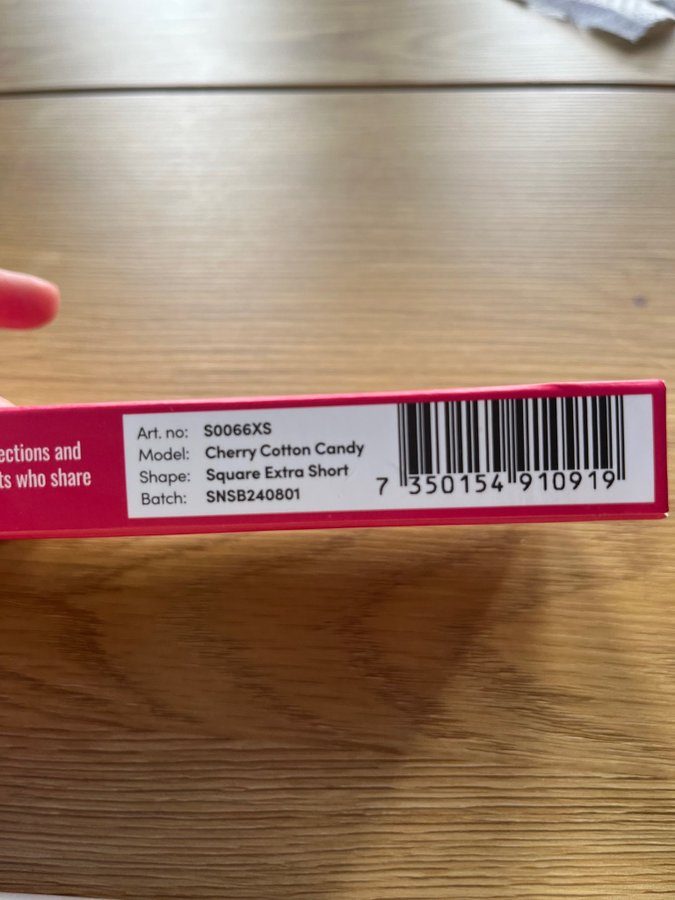 ections and
ts who share
Art. no: S0066XS
Model: Cherry Cotton Candy
Shape: Square Extra Short
Batch: SNSB240801
7 350154 910919